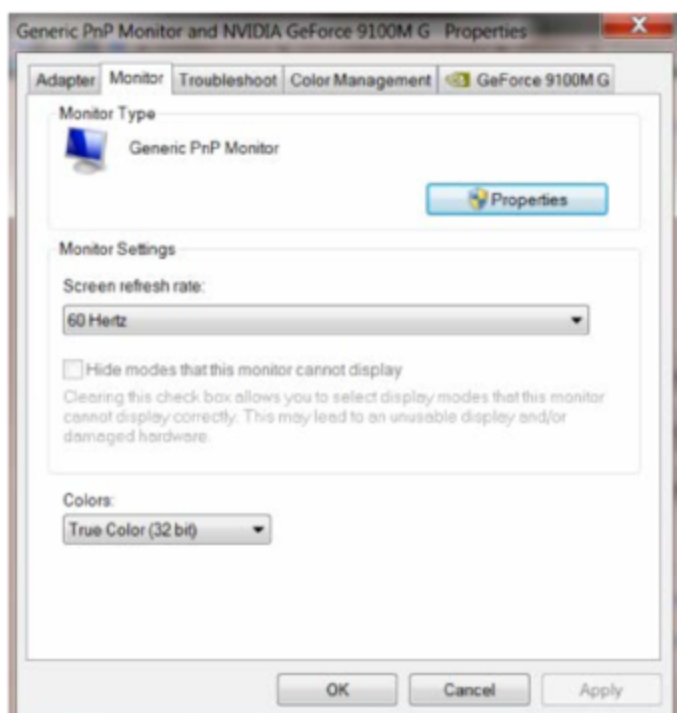 Generic PnP Monitor and NVIDIA GeForce 9100M G Properties
Adapter Monitor Troubleshoot Color Management GeForce 9100M G
Monitor Type
Generic PnP Monitor
Properties
Monitor Settings
Screen refresh rate:
60 Hertz
Hide modes that this monitor cannot display
Clearing this check box allows you to select display modes that this monitor
cannot display correctly. This may lead to an unusable display and/or
damaged hardware.
Colors:
True Color (32 bit)
OK Cancel Apply